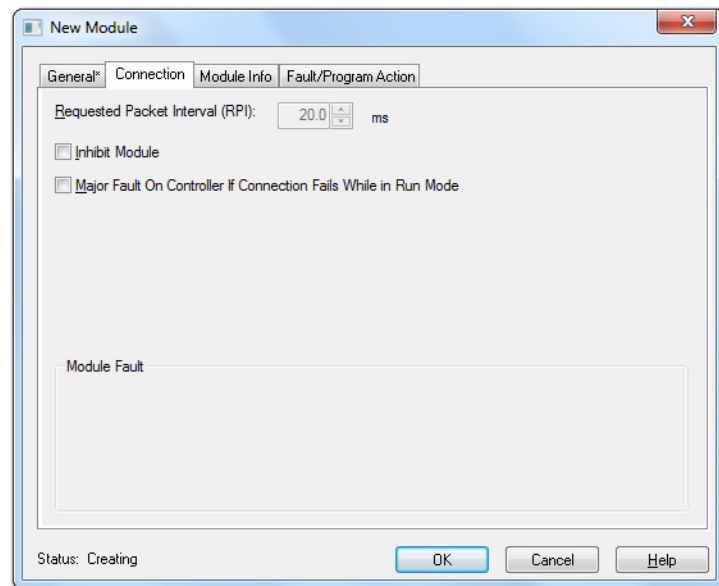 New Module
General* Connection Module Info Fault/Program Action
Requested Packet Interval (RPI): 20.0 ms
Inhibit Module
Major Fault On Controller If Connection Fails While in Run Mode
Module Fault
Status: Creating OK Cancel Help